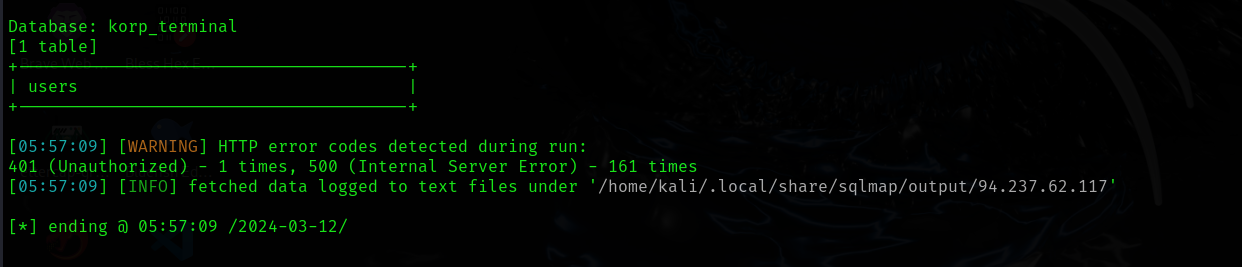 Database: korp_terminal
[1 table]
+---------------------------------------+
| users                                 |
+---------------------------------------+
[05:57:09] [WARNING] HTTP error codes detected during run:
401 (Unauthorized) - 1 times, 500 (Internal Server Error) - 161 times
[05:57:09] [INFO] fetched data logged to text files under '/home/kali/.local/share/sqlmap/output/94.237.62.117'
[*] ending @ 05:57:09 /2024-03-12/